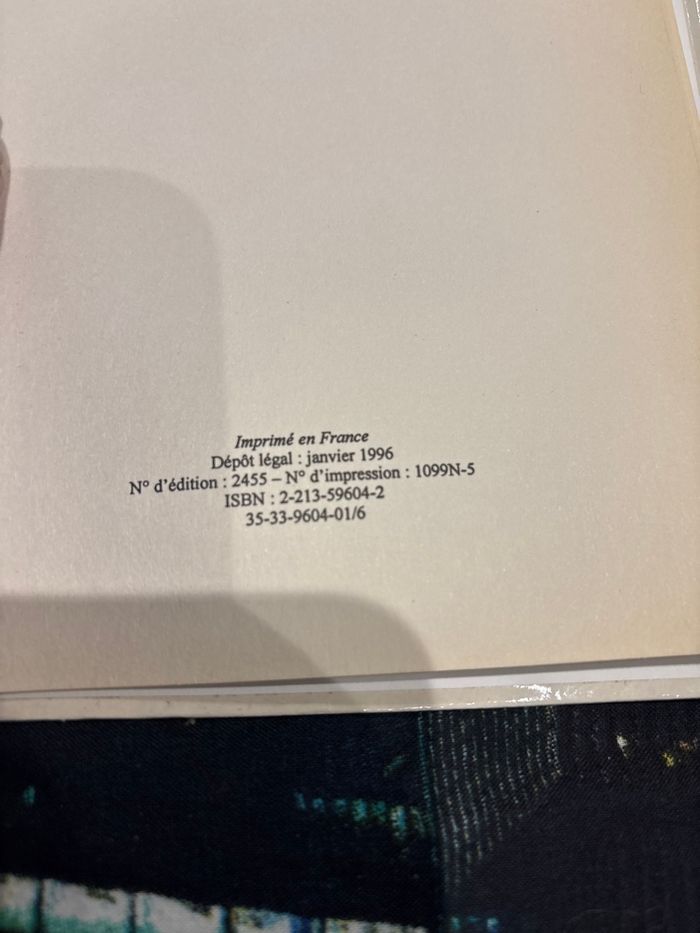 Imprimé en France
Dépôt légal : janvier 1996
N° d'édition : 2455 – N° d'impression : 1099N-5
ISBN : 2-213-59604-2
35-33-9604-01/6